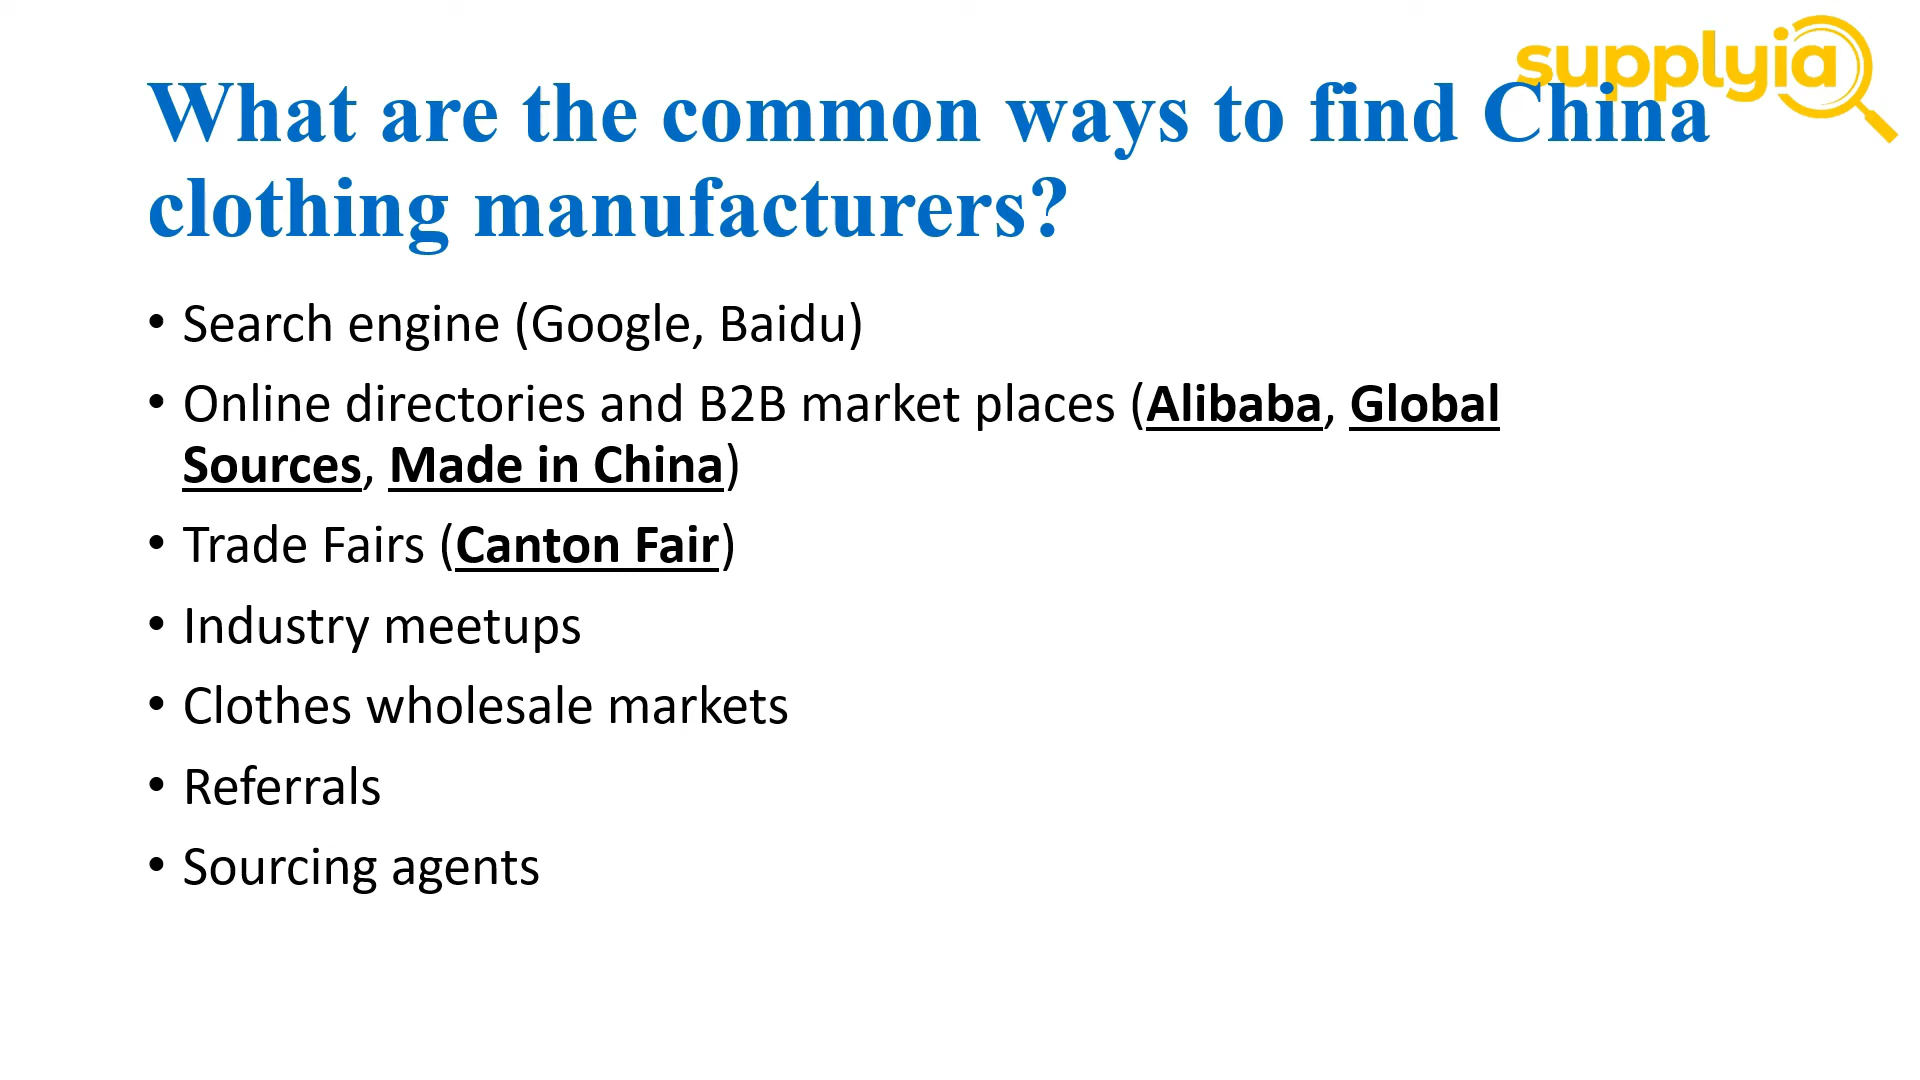 supplyia
What are the common ways to find China
clothing manufacturers?
• Search engine (Google, Baidu)
• Online directories and B2B market places (Alibaba, Global
Sources, Made in China)
• Trade Fairs (Canton Fair)
• Industry meetups
• Clothes wholesale markets
• Referrals
• Sourcing agents